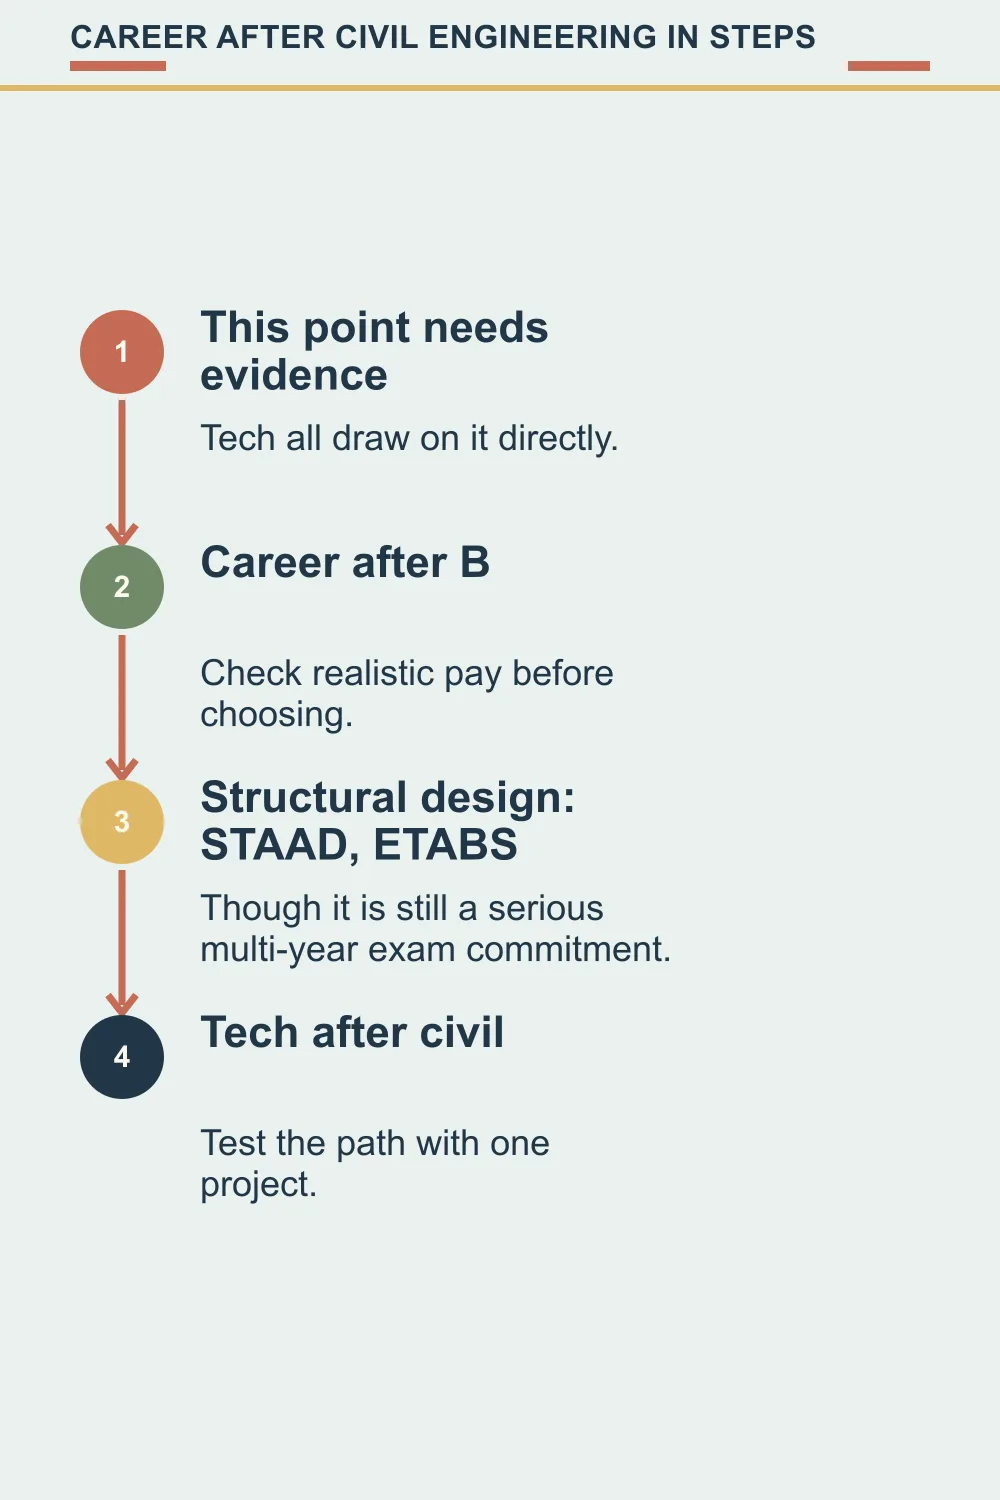 CAREER AFTER CIVIL ENGINEERING IN STEPS
1
This point needs
evidence
Tech all draw on it directly.
2
Career after B
Check realistic pay before
choosing.
3
Structural design:
STAAD, ETABS
Though it is still a serious
multi-year exam commitment.
4
Tech after civil
Test the path with one
project.